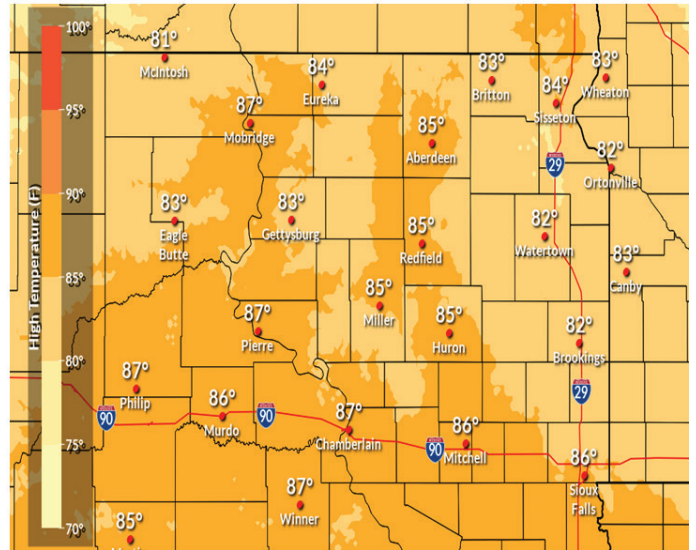 100°
95°
90°
85°
80°
75°
70°
High Temperature (F)
81°
McIntosh
84°
Eureka
83°
Britton
83°
Wheaton
84°
Sisseton
87°
Mobridge
85°
Aberdeen
29
82°
Ortonville
83°
Eagle
Butte
83°
Gettysburg
85°
Redfield
82°
Watertown
83°
Canby
85°
Miller
87°
Pierre
85°
Huron
82°
Brookings
29
87°
Philip
90
86°
Murdo
90
87°
Chamberlain
90
86°
Mitchell
86°
Sioux
Falls
87°
Winner
85°